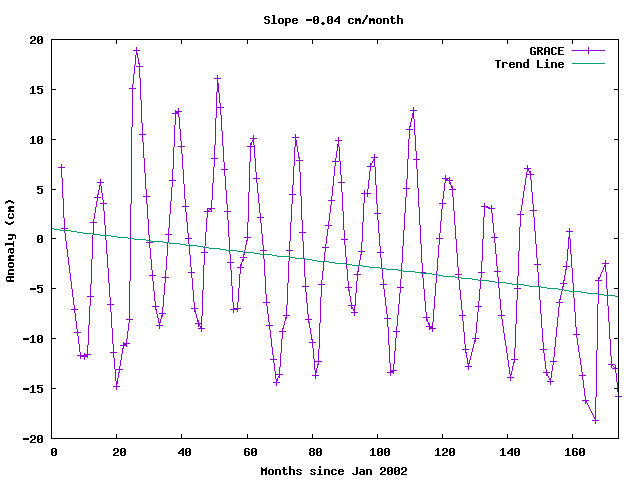 Slope -0.04 cm/month
20
15
10
5
0
-5
-10
-15
-20
Anomaly (cm)
GRACE
Trend Line
0 20 40 60 80 100 120 140 160
Months since Jan 2002